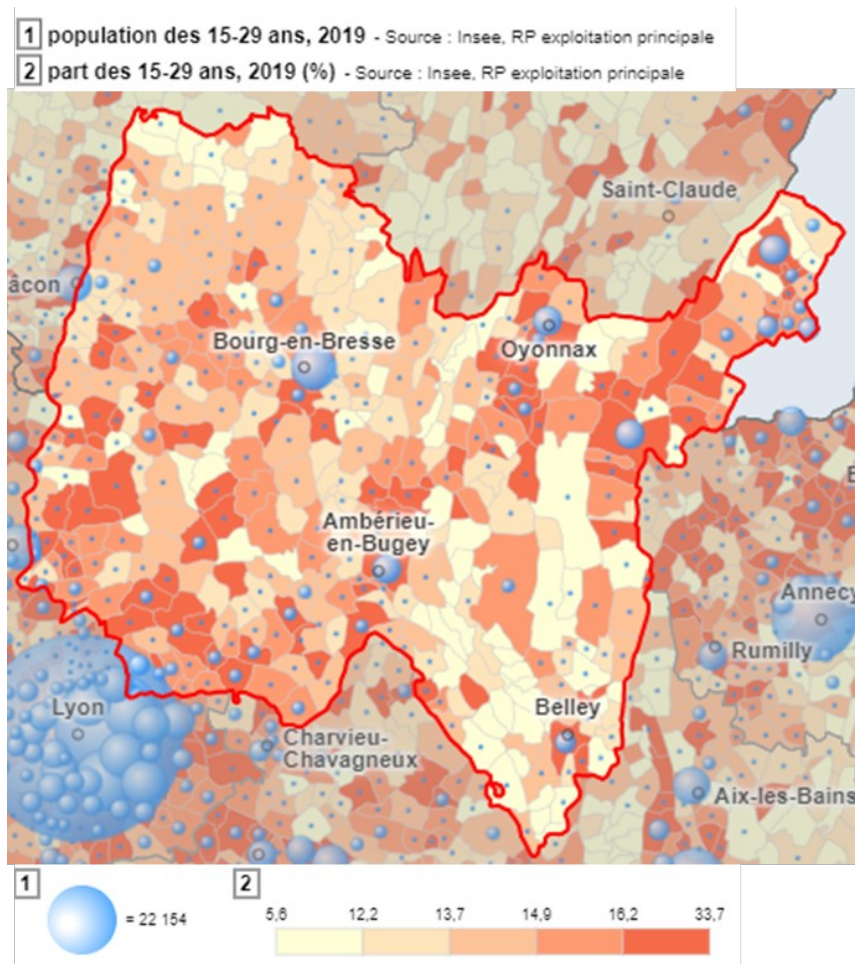 1 population des 15-29 ans, 2019 - Source : Insee, RP exploitation principale
2 part des 15-29 ans, 2019 (%) - Source : Insee, RP exploitation principale
Saint-Claude
âcon
Bourg-en-Bresse
Oyonnax
Ambérieu-
en-Bugey
Annecy
Rumilly
Lyon
Belley
Charvieu-
Chavagneux
Aix-les-Bains
1
2
= 22 154
5,6 12,2 13,7 14,9 16,2 33,7